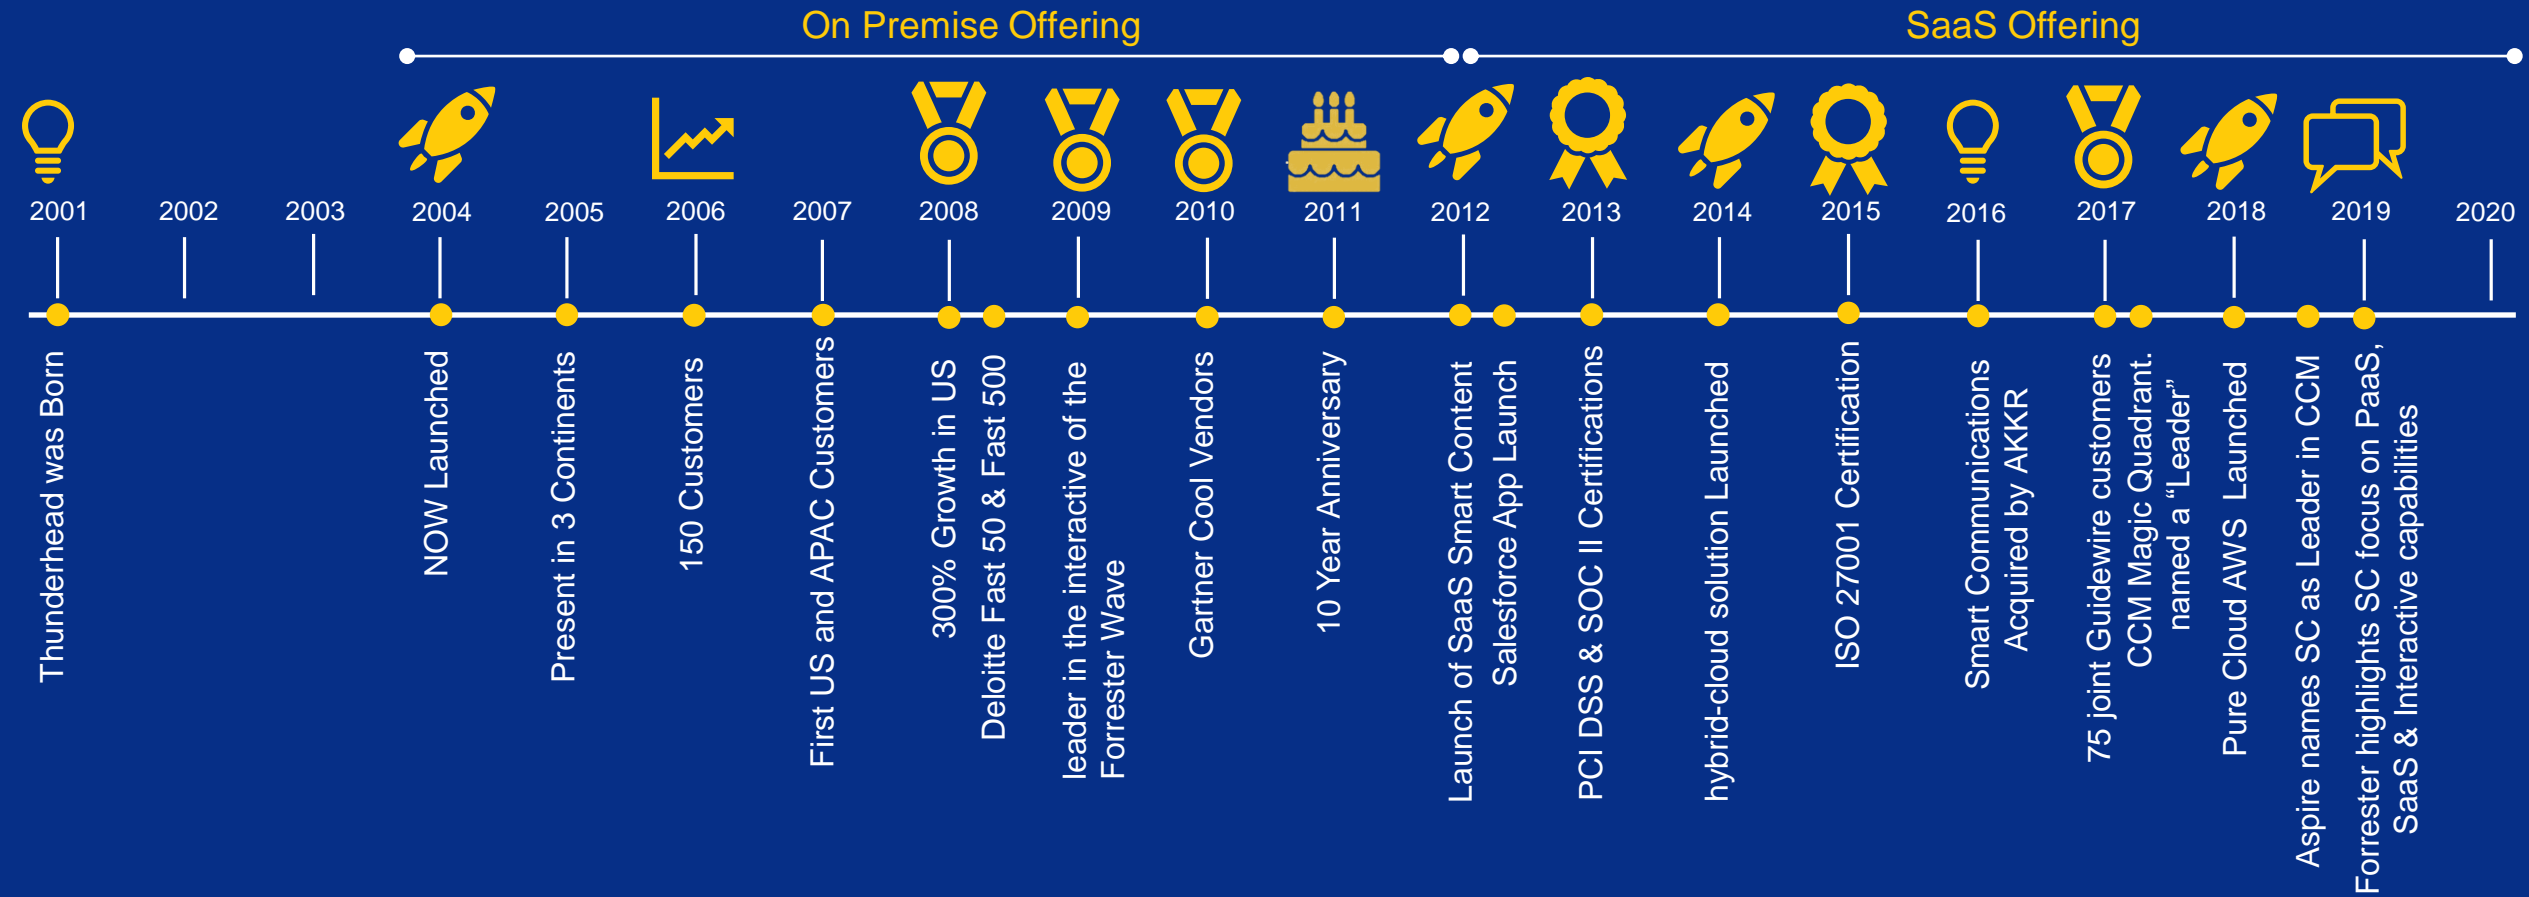 On Premise Offering
SaaS Offering
2001
2002
2003
2004
2005
2006
2007
2008
2009
2010
2011
2012
2013
2014
2015
2016
2017
2018
2019
2020
Thunderhead was Born
NOW Launched
Present in 3 Continents
150 Customers
First US and APAC Customers
300% Growth in US
Deloitte Fast 50 & Fast 500
leader in the interactive of the
Forrester Wave
Gartner Cool Vendors
10 Year Anniversary
Launch of SaaS Smart Content
Salesforce App Launch
PCI DSS & SOC II Certifications
hybrid-cloud solution Launched
ISO 27001 Certification
Smart Communications
Acquired by AKKR
75 joint Guidewire customers
CCM Magic Quadrant.
named a “Leader”
Pure Cloud AWS Launched
Aspire names SC as Leader in CCM
Forrester highlights SC focus on PaaS,
SaaS & Interactive capabilities